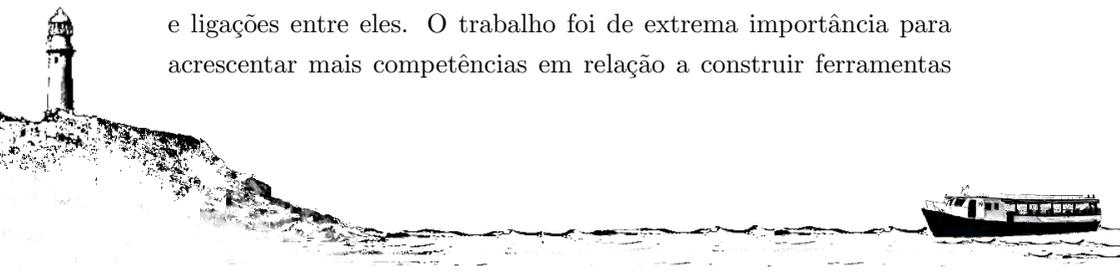 e ligações entre eles. O trabalho foi de extrema importância para
acrescentar mais competências em relação a construir ferramentas